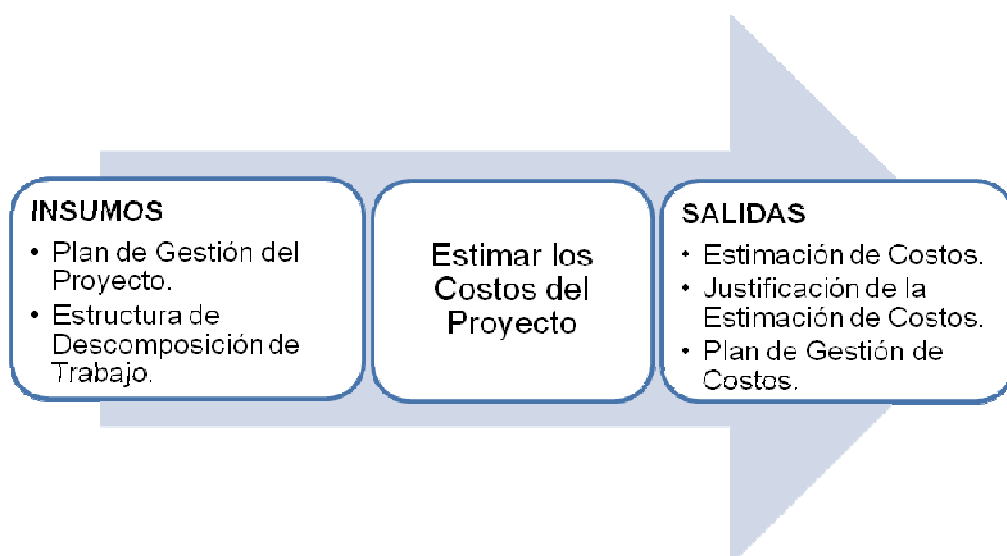 INSUMOS
• Plan de Gestión del
Proyecto.
• Estructura de
Descomposición de
Trabajo.
Estimar los
Costos del
Proyecto
SALIDAS
• Estimación de Costos.
• Justificación de la
Estimación de Costos.
• Plan de Gestión de
Costos.